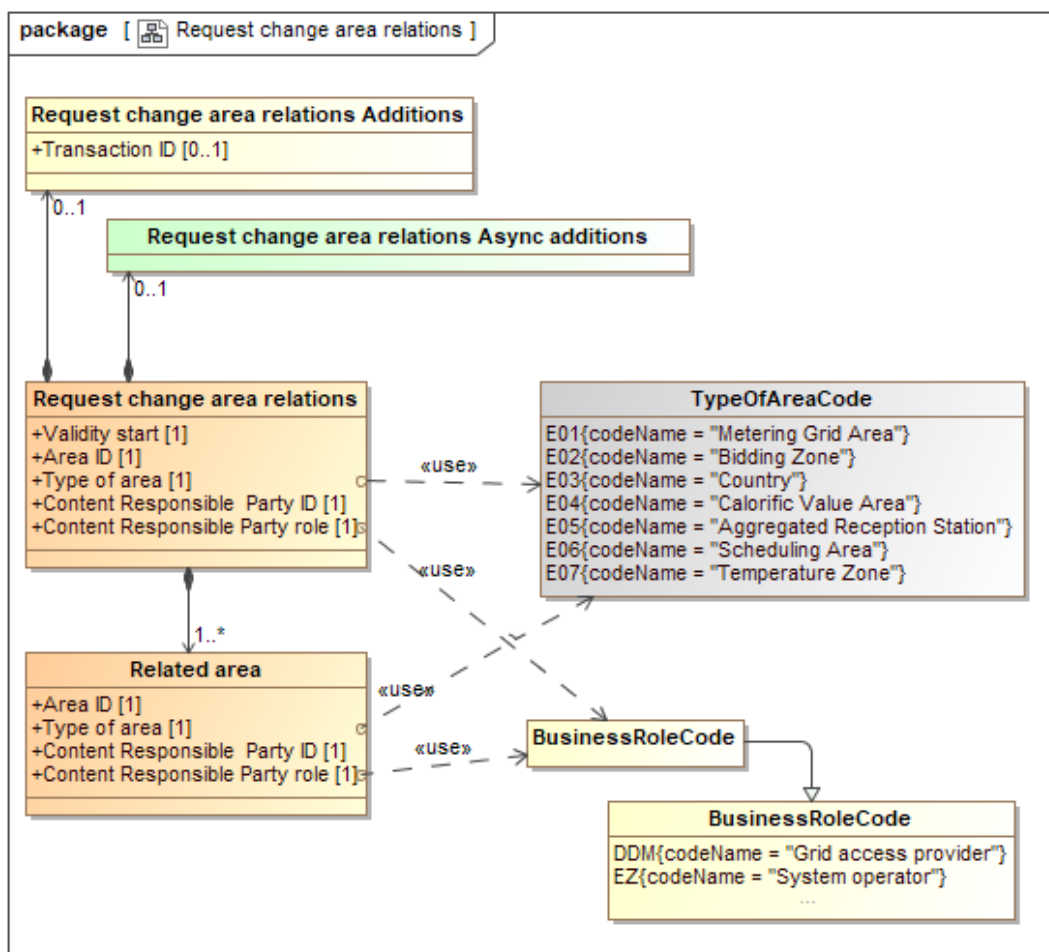 package [ Request change area relations ]
Request change area relations Additions
+Transaction ID [0..1]
0..1
Request change area relations Async additions
0..1
Request change area relations
+Validity start [1]
+Area ID [1]
+Type of area [1]
+Content Responsible  Party ID [1]
+Content Responsible Party role [1]
«use»
TypeOfAreaCode
E01{codeName = "Metering Grid Area"}
E02{codeName = "Bidding Zone"}
E03{codeName = "Country"}
E04{codeName = "Calorific Value Area"}
E05{codeName = "Aggregated Reception Station"}
E06{codeName = "Scheduling Area"}
E07{codeName = "Temperature Zone"}
«use»
1..*
Related area
+Area ID [1]
+Type of area [1]
+Content Responsible  Party ID [1]
+Content Responsible Party role [1]
«use»
«use»
BusinessRoleCode
BusinessRoleCode
DDM{codeName = "Grid access provider"}
EZ{codeName = "System operator"}
...